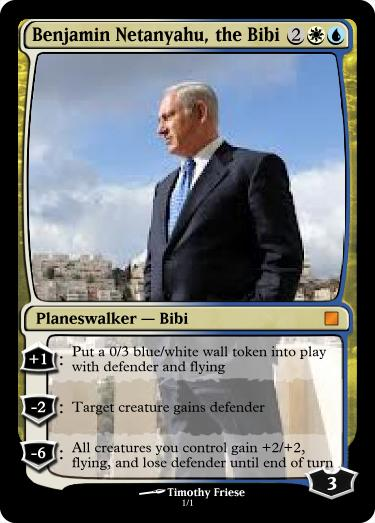 Benjamin Netanyahu, the Bibi 2
Planeswalker — Bibi
+1: Put a 0/3 blue/white wall token into play
with defender and flying
-2: Target creature gains defender
-6: All creatures you control gain +2/+2,
flying, and lose defender until end of turn
3
Timothy Friese
1/1